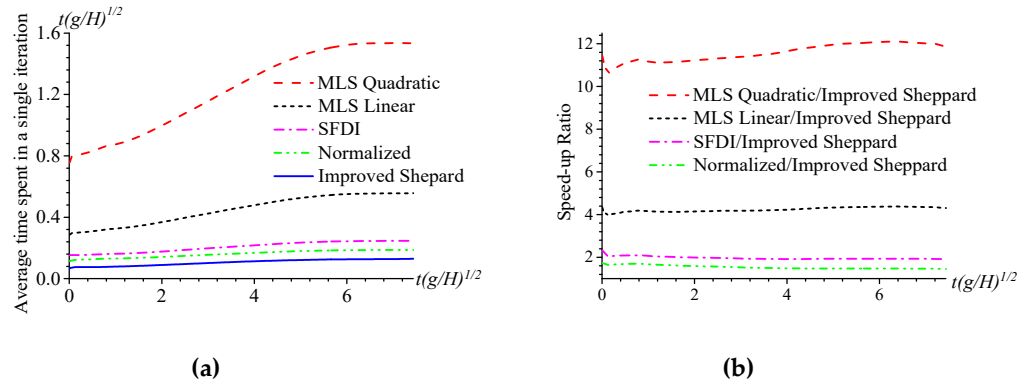 t(g/H)^{1/2}
1.6
1.2
0.8
0.4
0.0
Average time spent in a single iteration
MLS Quadratic
MLS Linear
SFDI
Normalized
Improved Shepard
0 2 4 6
t(g/H)^{1/2}
(a)
12
10
8
6
4
2
Speed-up Ratio
MLS Quadratic/Improved Sheppard
MLS Linear/Improved Sheppard
SFDI/Improved Sheppard
Normalized/Improved Sheppard
0 2 4 6
t(g/H)^{1/2}
(b)